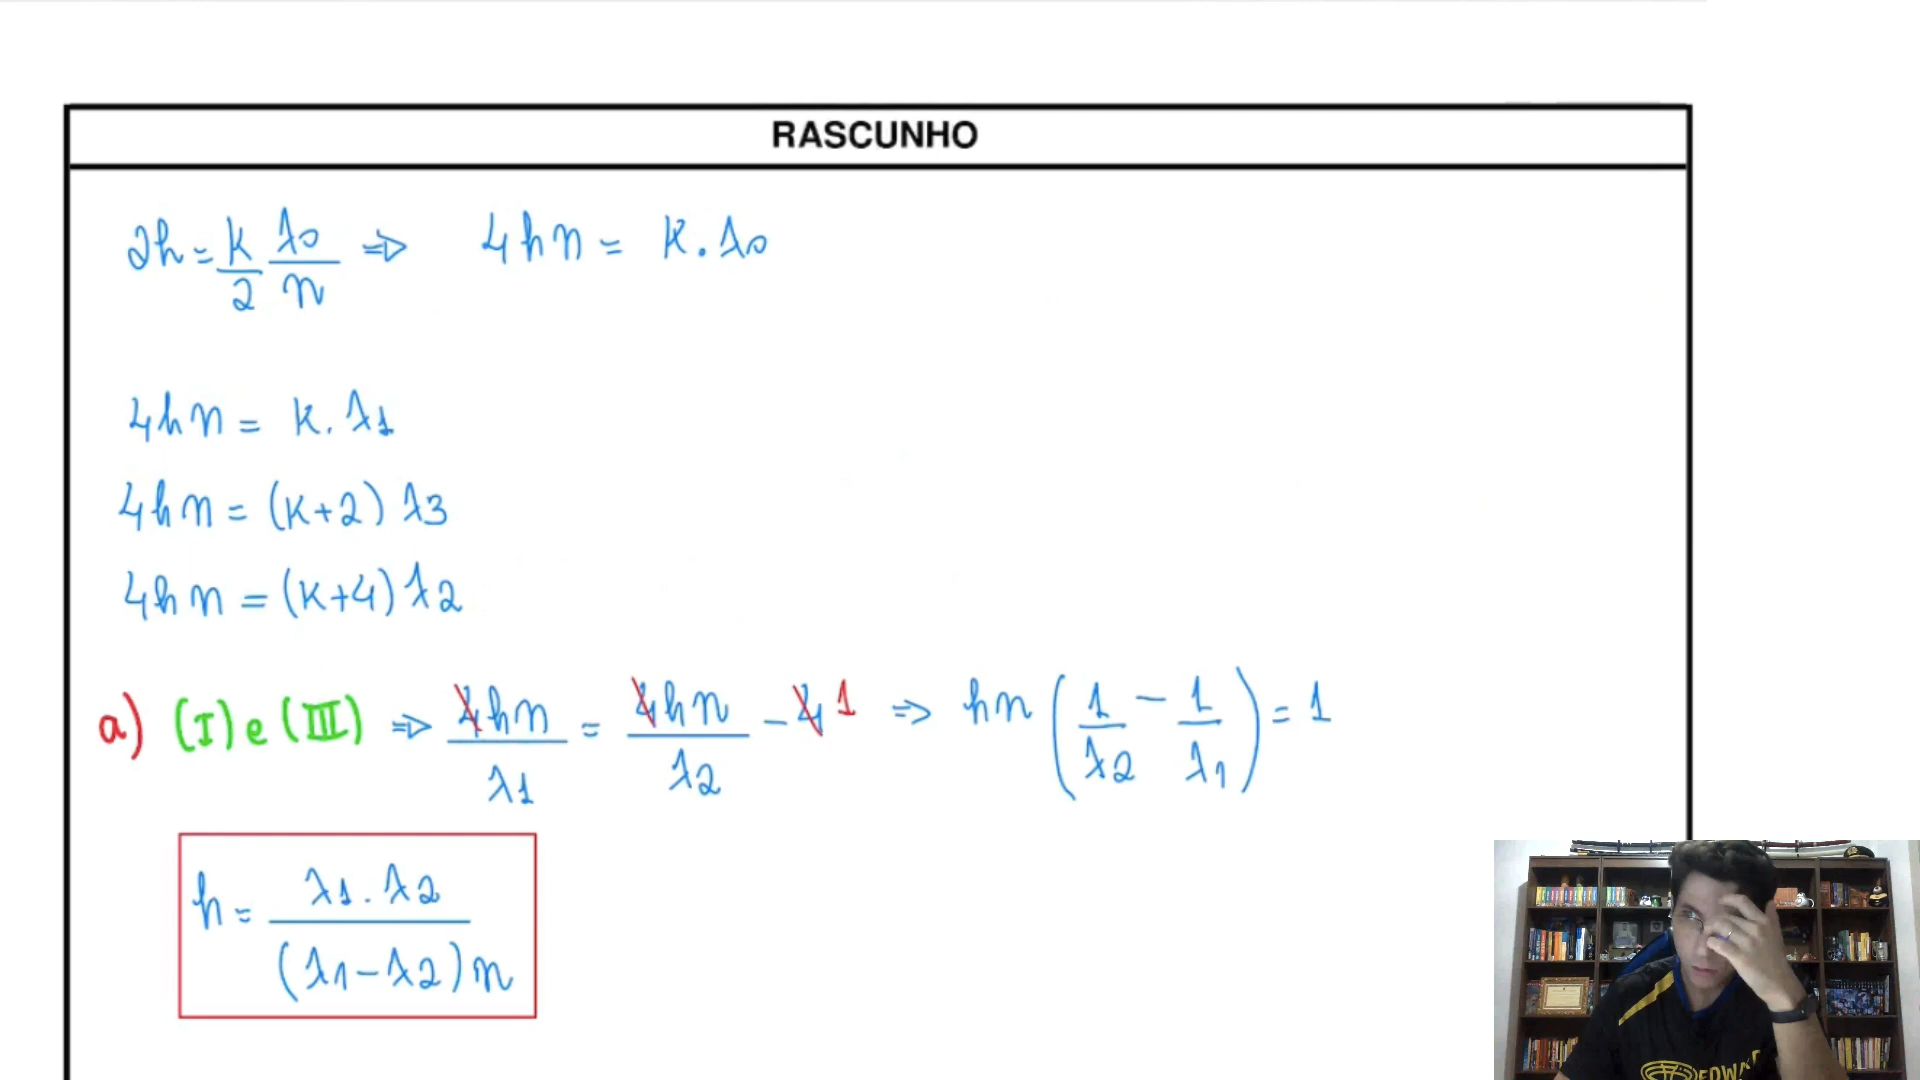 RASCUNHO
2h = k/2 λ0/n ⇒ 4hn = k.λ0
4hn = k.λ1
4hn = (k+2) λ3
4hn = (k+4) λ2
a) (I) e (III) ⇒ 4hn/λ1 = 4hn/λ2 - 4 1 ⇒ hn (1/λ2 - 1/λ1) = 1
h = λ1.λ2/(λ1-λ2)n